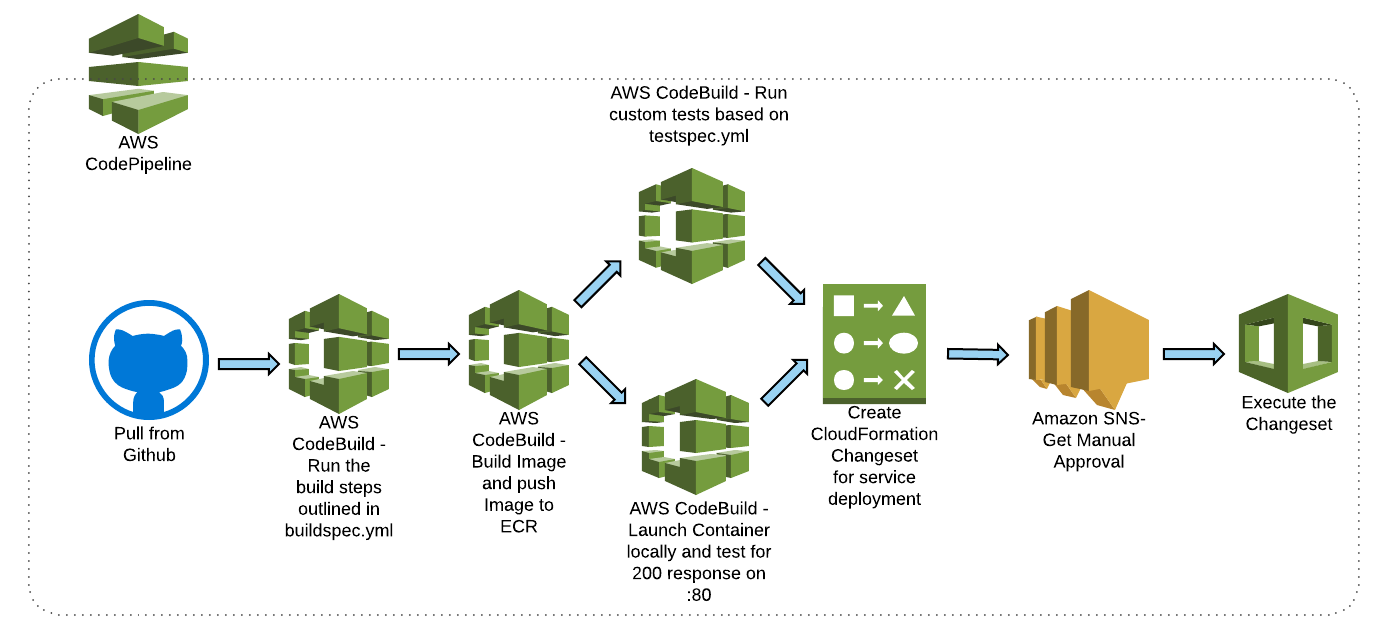 AWS
CodePipeline
Pull from
Github
AWS
CodeBuild -
Run the
build steps
outlined in
buildspec.yml
AWS
CodeBuild -
Build Image
and push
Image to
ECR
AWS CodeBuild - Run
custom tests based on
testspec.yml
AWS CodeBuild -
Launch Container
locally and test for
200 response on
:80
Create
CloudFormation
Changeset
for service
deployment
Amazon SNS-
Get Manual
Approval
Execute the
Changeset